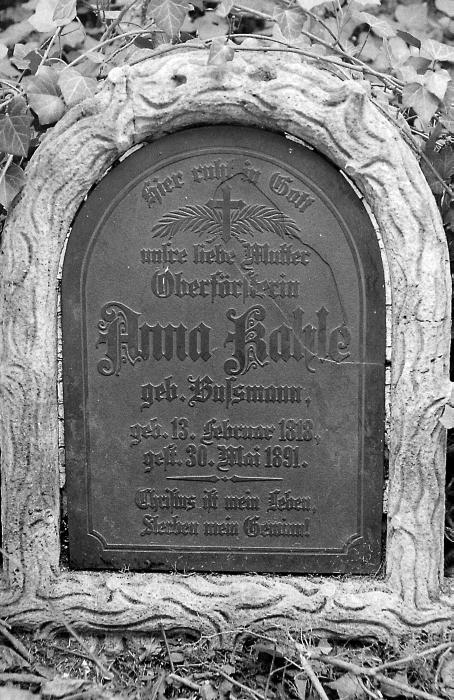 Hier ruht in Gott
unsre liebe Mutter
Oberförsterin
Anna Kahle
geb. Bussmann,
geb. 13. Februar 1818,
gest. 30. Mai 1891.
Christus ist mein Leben,
Sterben mein Gewinn!